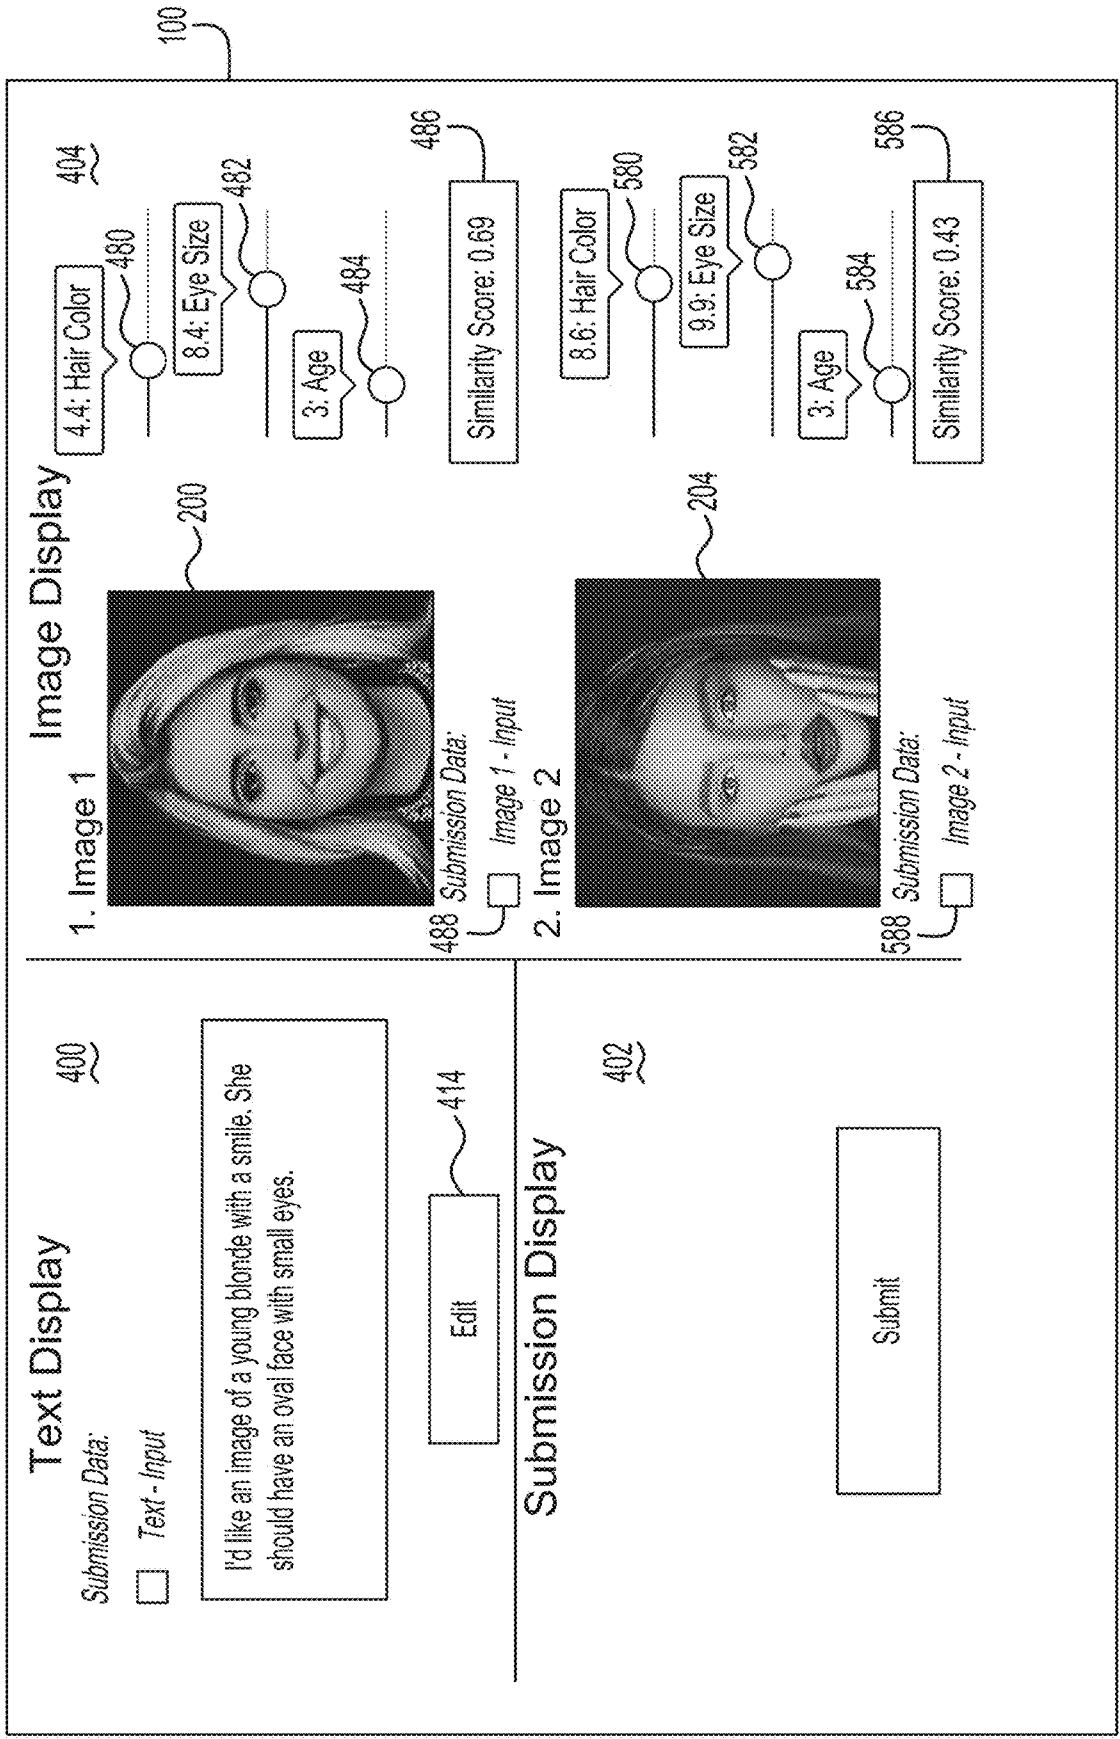 100
Text Display
400
Submission Data:
Text - Input
I'd like an image of a young blonde with a smile. She
should have an oval face with small eyes.
Edit
414
Submission Display
402
Submit
Image Display
404
1. Image 1
200
4.4: Hair Color
480
8.4: Eye Size
482
3: Age
484
Submission Data:
488
Image 1 - Input
Similarity Score: 0.69
486
2. Image 2
204
8.6: Hair Color
580
9.9: Eye Size
582
3: Age
584
Submission Data:
588
Image 2 - Input
Similarity Score: 0.43
586